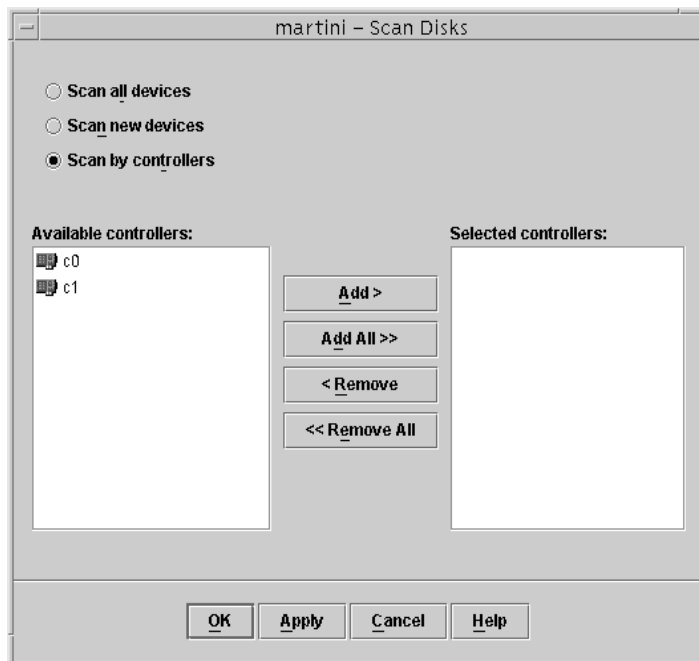 martini – Scan Disks
Scan all devices
Scan new devices
Scan by controllers
Available controllers:
Selected controllers:
c0
c1
Add >
Add All >>
< Remove
<< Remove All
OK
Apply
Cancel
Help